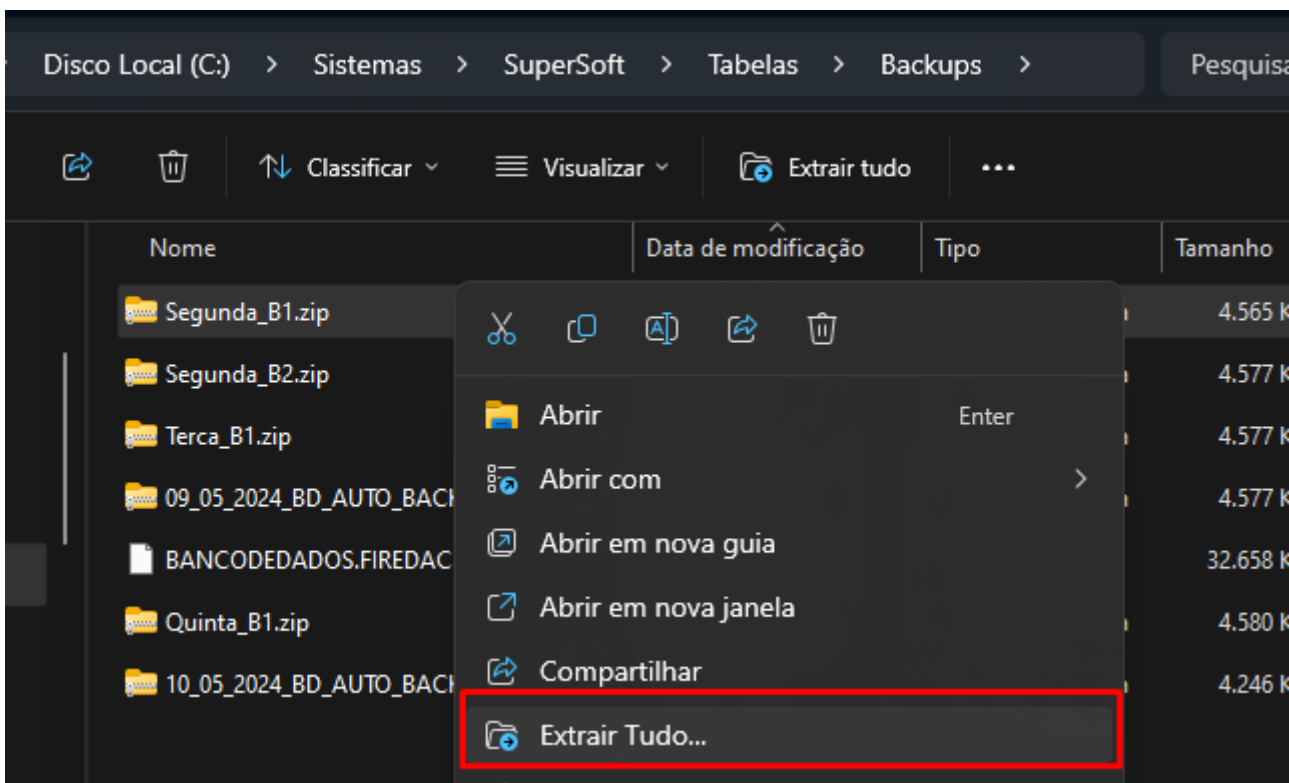 Disco Local (C:) > Sistemas > SuperSoft > Tabelas > Backups >
Pesquisa
Classificar
Visualizar
Extrair tudo
Nome
Data de modificação
Tipo
Tamanho
Segunda_B1.zip
4.565 K
Segunda_B2.zip
4.577 K
Terca_B1.zip
4.577 K
09_05_2024_BD_AUTO_BACK
4.577 K
BANCODEDADOS.FIREDAC
32.658 K
Quinta_B1.zip
4.580 K
10_05_2024_BD_AUTO_BACK
4.246 K
Abrir Enter
Abrir com
Abrir em nova guia
Abrir em nova janela
Compartilhar
Extrair Tudo...